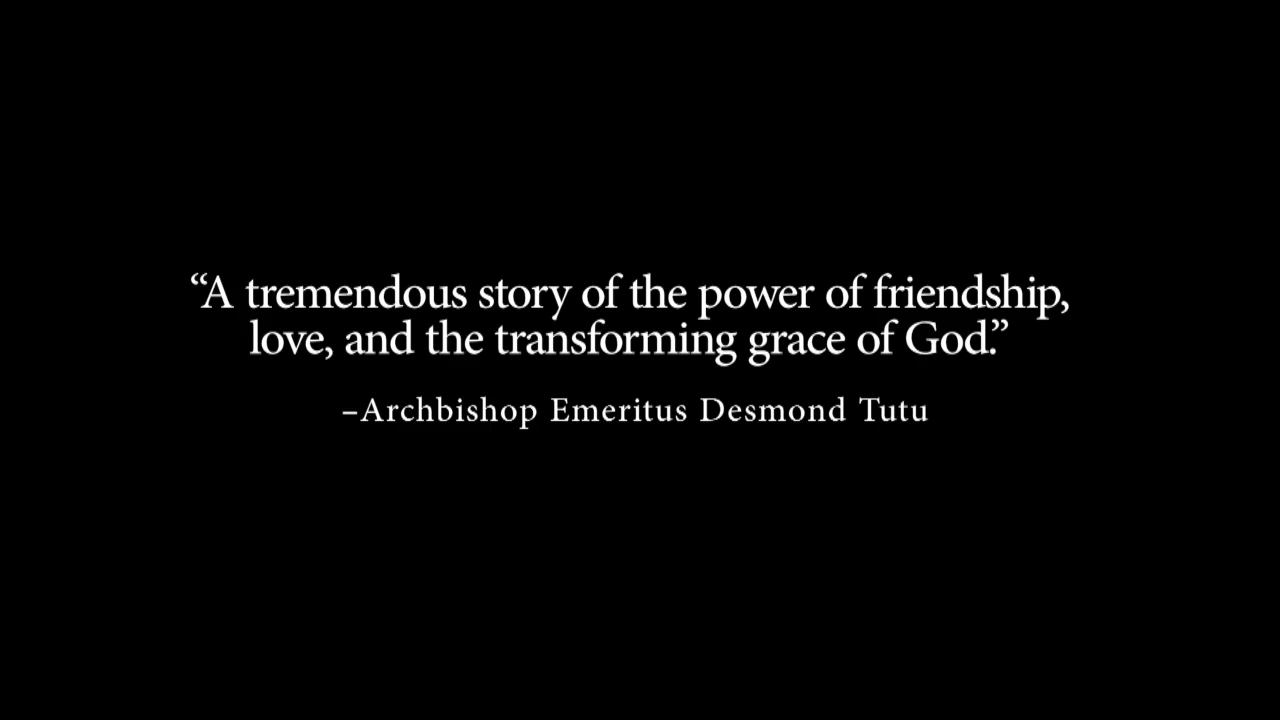 “A tremendous story of the power of friendship,
love, and the transforming grace of God.”
–Archbishop Emeritus Desmond Tutu